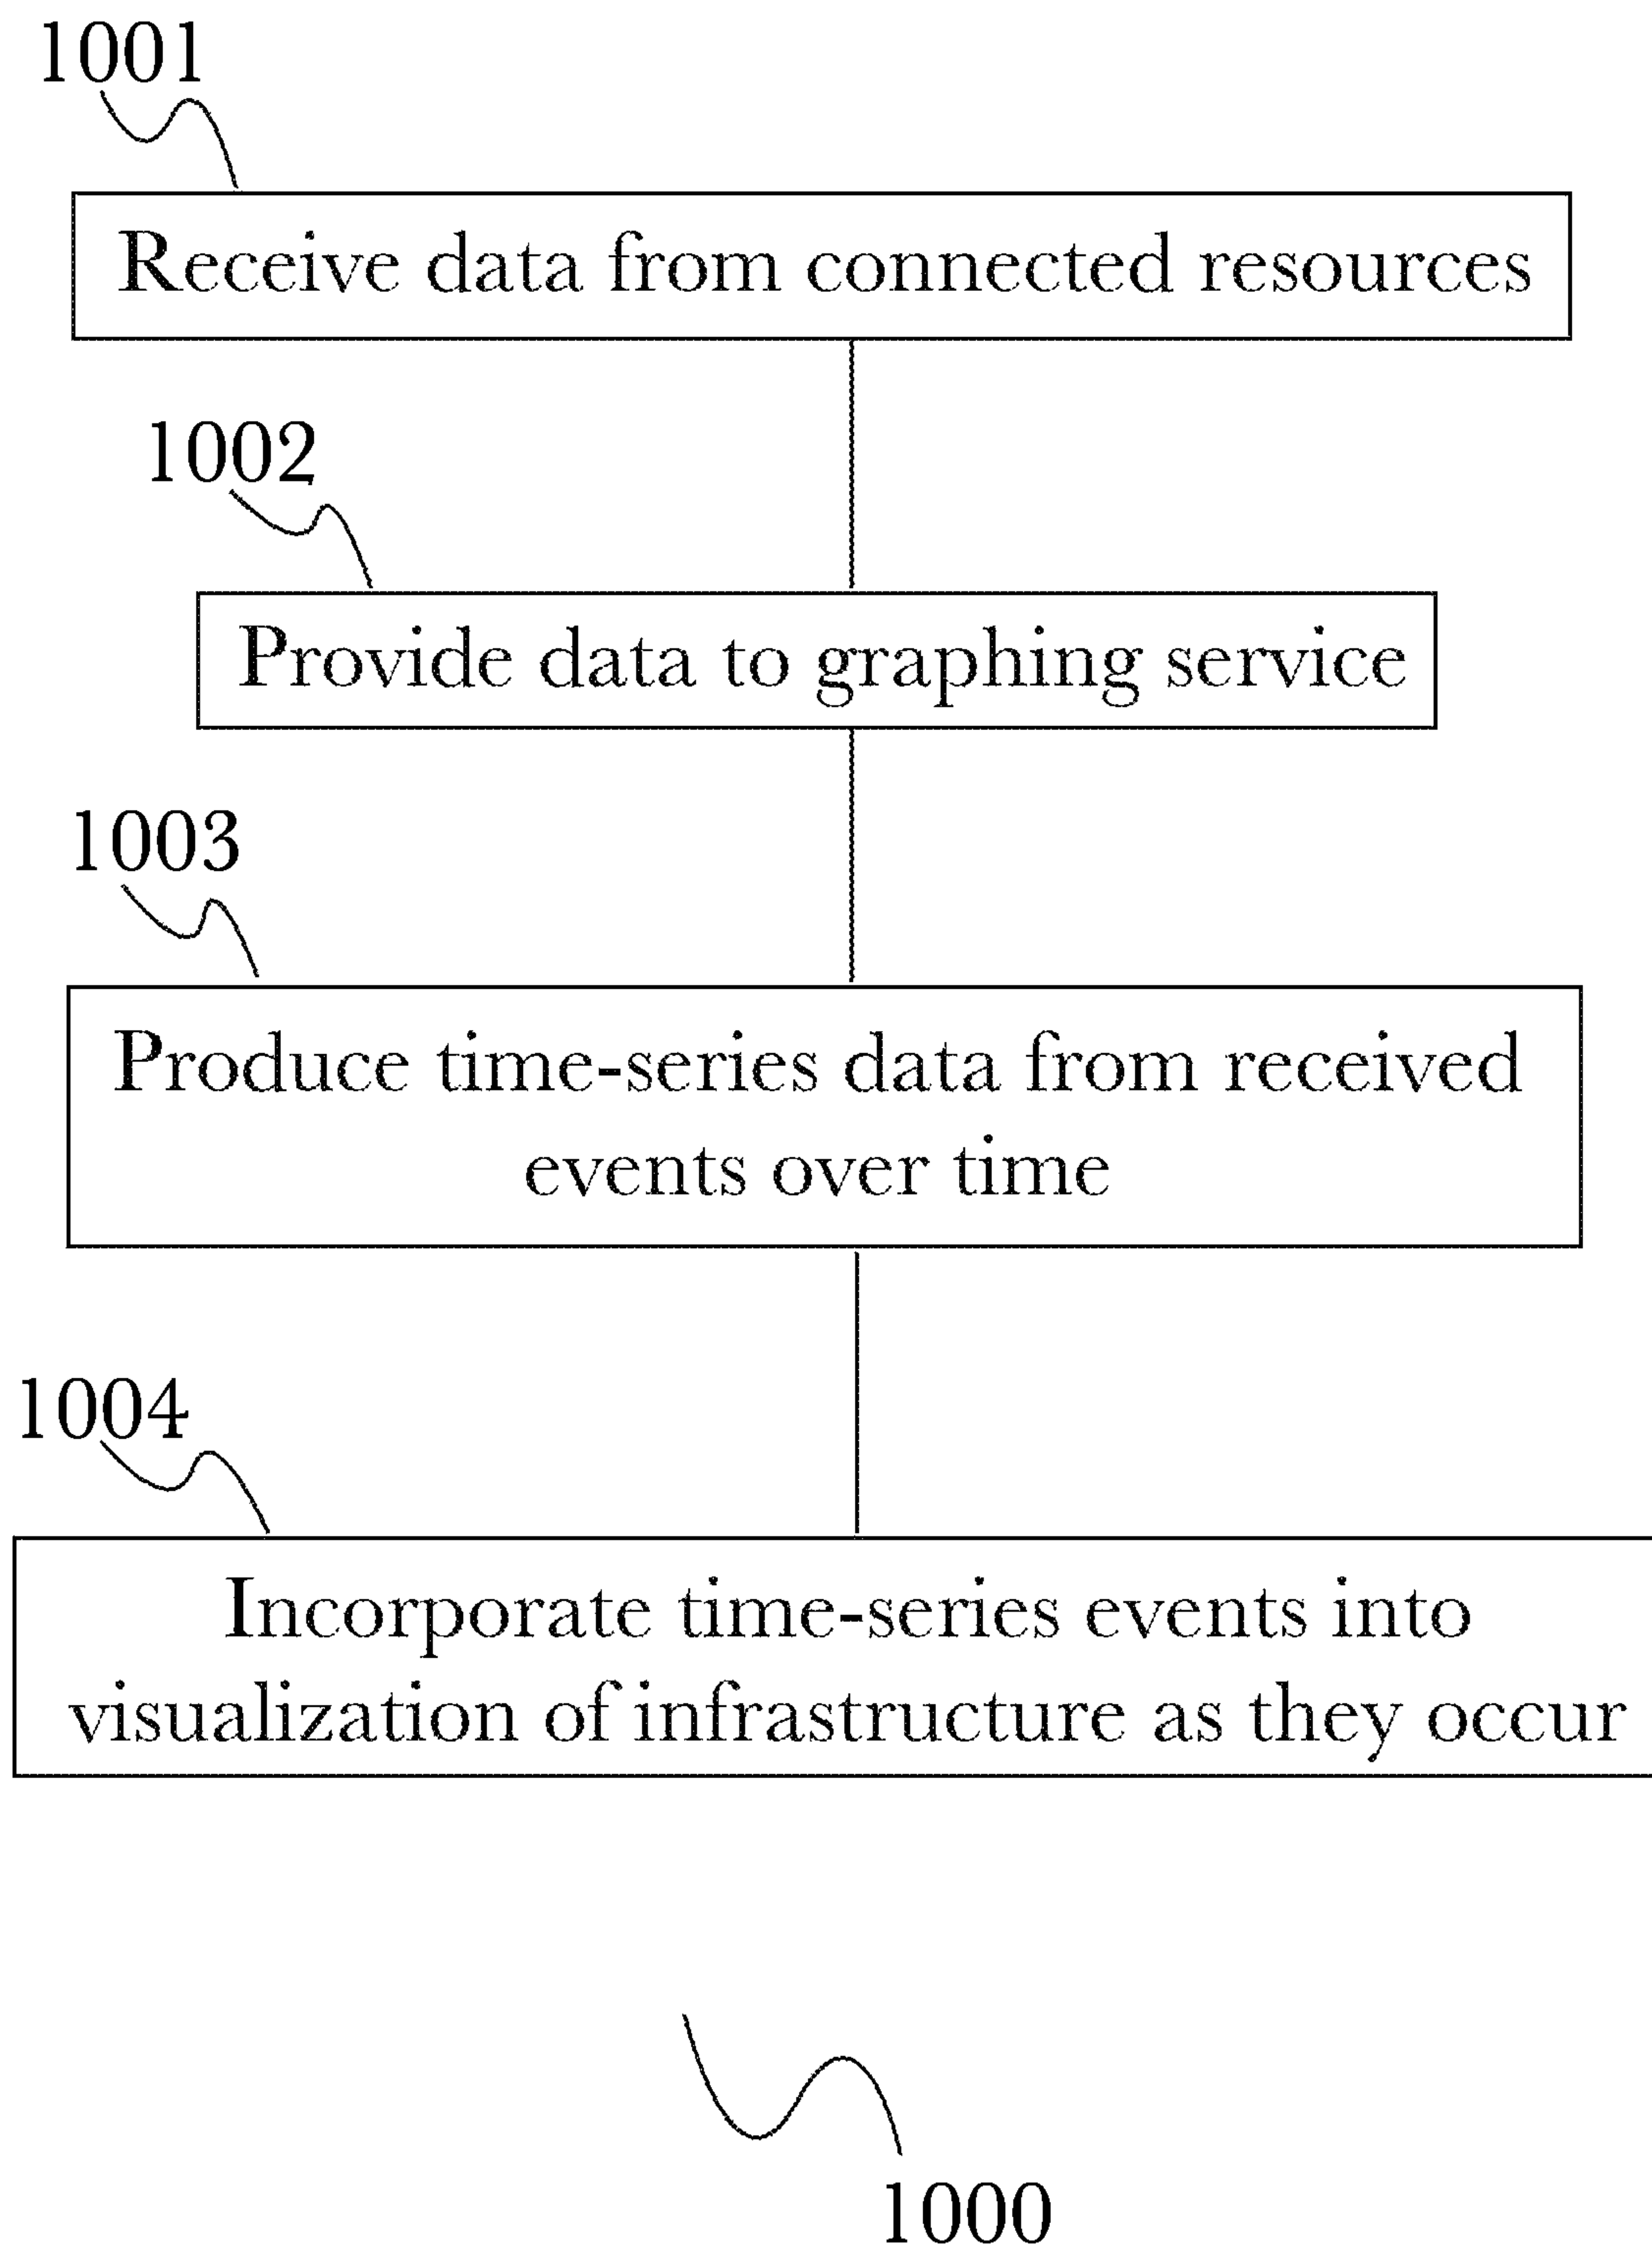 1001
Receive data from connected resources
1002
Provide data to graphing service
1003
Produce time-series data from received
events over time
1004
Incorporate time-series events into
visualization of infrastructure as they occur
1000